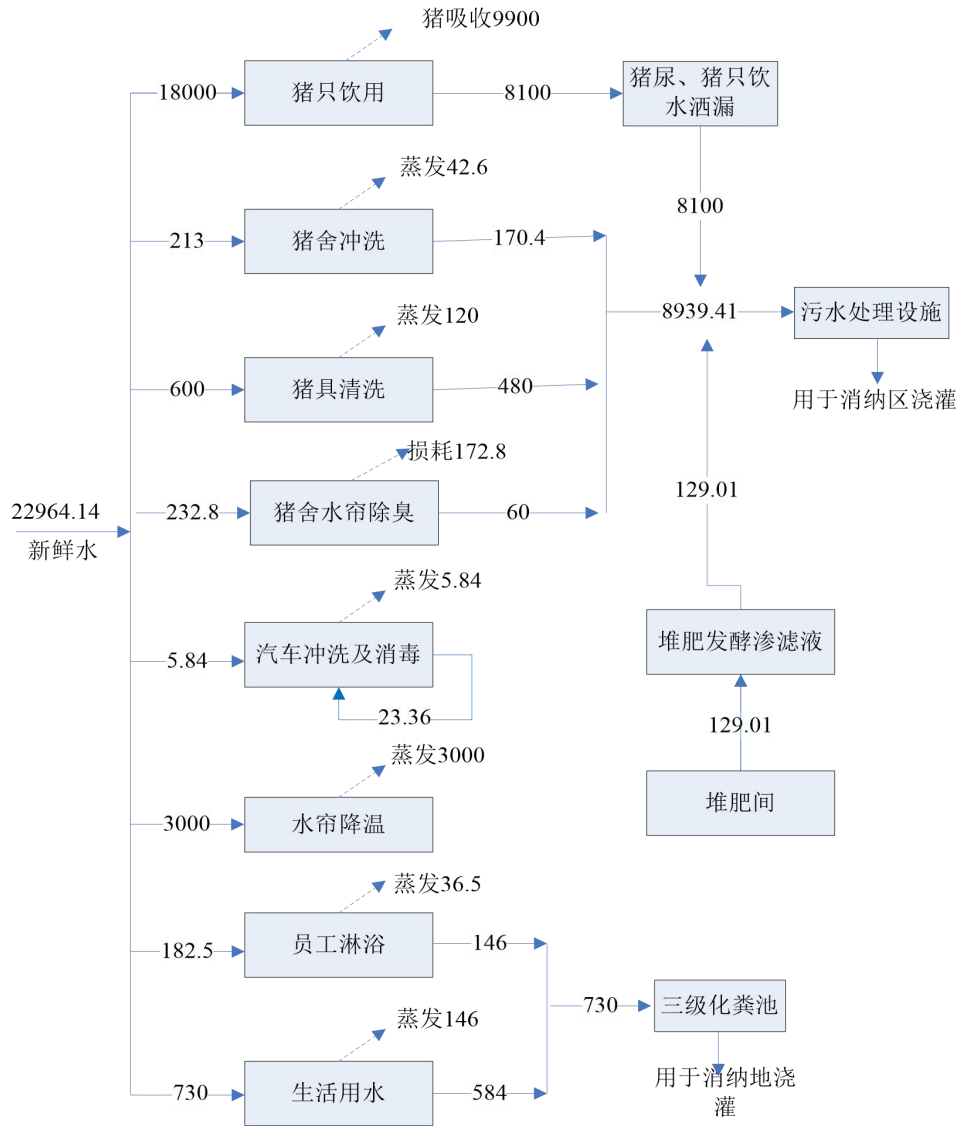 猪吸收9900
18000
猪只饮用
8100
猪尿、猪只饮
水洒漏
8100
蒸发42.6
213
猪舍冲洗
170.4
8939.41
污水处理设施
用于消纳区浇灌
蒸发120
600
猪具清洗
480
损耗172.8
232.8
猪舍水帘除臭
60
129.01
22964.14
新鲜水
蒸发5.84
5.84
汽车冲洗及消毒
23.36
堆肥发酵渗滤液
129.01
堆肥间
蒸发3000
3000
水帘降温
蒸发36.5
182.5
员工淋浴
146
730
三级化粪池
用于消纳地浇
灌
蒸发146
730
生活用水
584